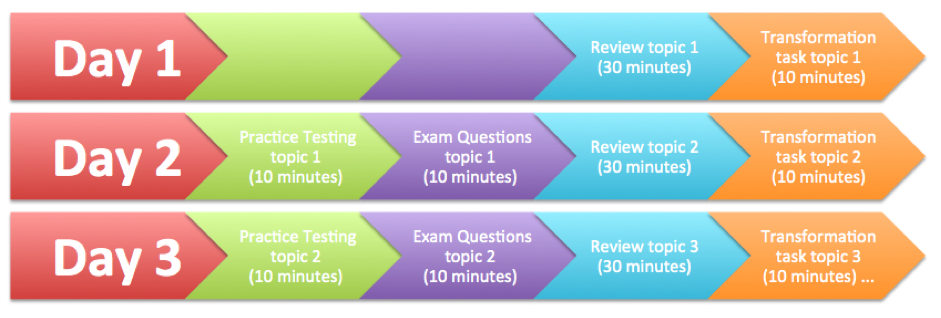 Day 1
Review topic 1
(30 minutes)
Transformation
task topic 1
(10 minutes)
Day 2
Practice Testing
topic 1
(10 minutes)
Exam Questions
topic 1
(10 minutes)
Review topic 2
(30 minutes)
Transformation
task topic 2
(10 minutes)
Day 3
Practice Testing
topic 2
(10 minutes)
Exam Questions
topic 2
(10 minutes)
Review topic 3
(30 minutes)
Transformation
task topic 3
(10 minutes) ...